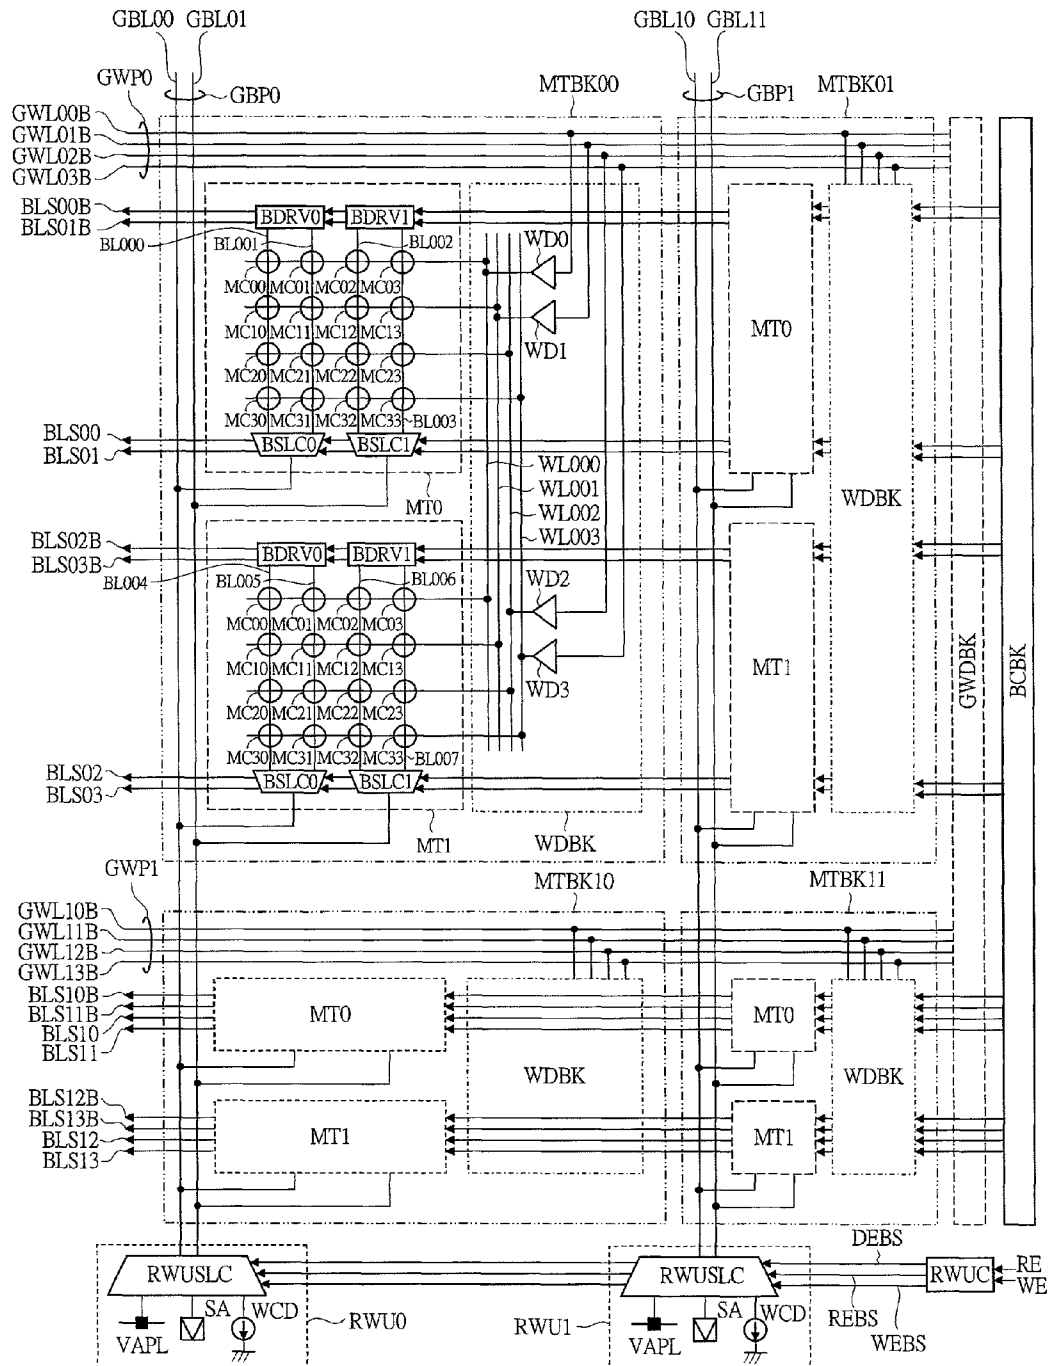 GBL00 GBL01 GBL10 GBL11
GWP0 GBP0 MTBK00 GBP1 MTBK01
GWL00B
GWL01B
GWL02B
GWL03B
BLS00B BDRV0 BDRV1
BLS01B
BL000 BL001 BL002 WD0
MC00 MC01 MC02 MC03
MC10 MC11 MC12 MC13 MT0
WD1
MC20 MC21 MC22 MC23
MC30 MC31 MC32 MC33 BL003
BLS00 BSLC0 BSLC1
BLS01
WL000
WL001
MT0 WL002 WDBK
WL003
BLS02B BDRV0 BDRV1
BLS03B
BL004 BL005 BL006 WD2
MC00 MC01 MC02 MC03
MC10 MC11 MC12 MC13 MT1 GWDBK BCBK
WD3
MC20 MC21 MC22 MC23
MC30 MC31 MC32 MC33 BL007
BLS02 BSLC0 BSLC1
BLS03
MT1 WDBK
GWP1 MTBK10 MTBK11
GWL10B
GWL11B
GWL12B
GWL13B
BLS10B
BLS11B MT0 MT0
BLS10
BLS11
WDBK WDBK
BLS12B
BLS13B
BLS12 MT1 MT1
BLS13
DEBS
RWUSLC RWUSLC RWUC RE
WE
SA WCD REBS
VAPL RWU0 RWU1 VAPL SA WCD WEBS